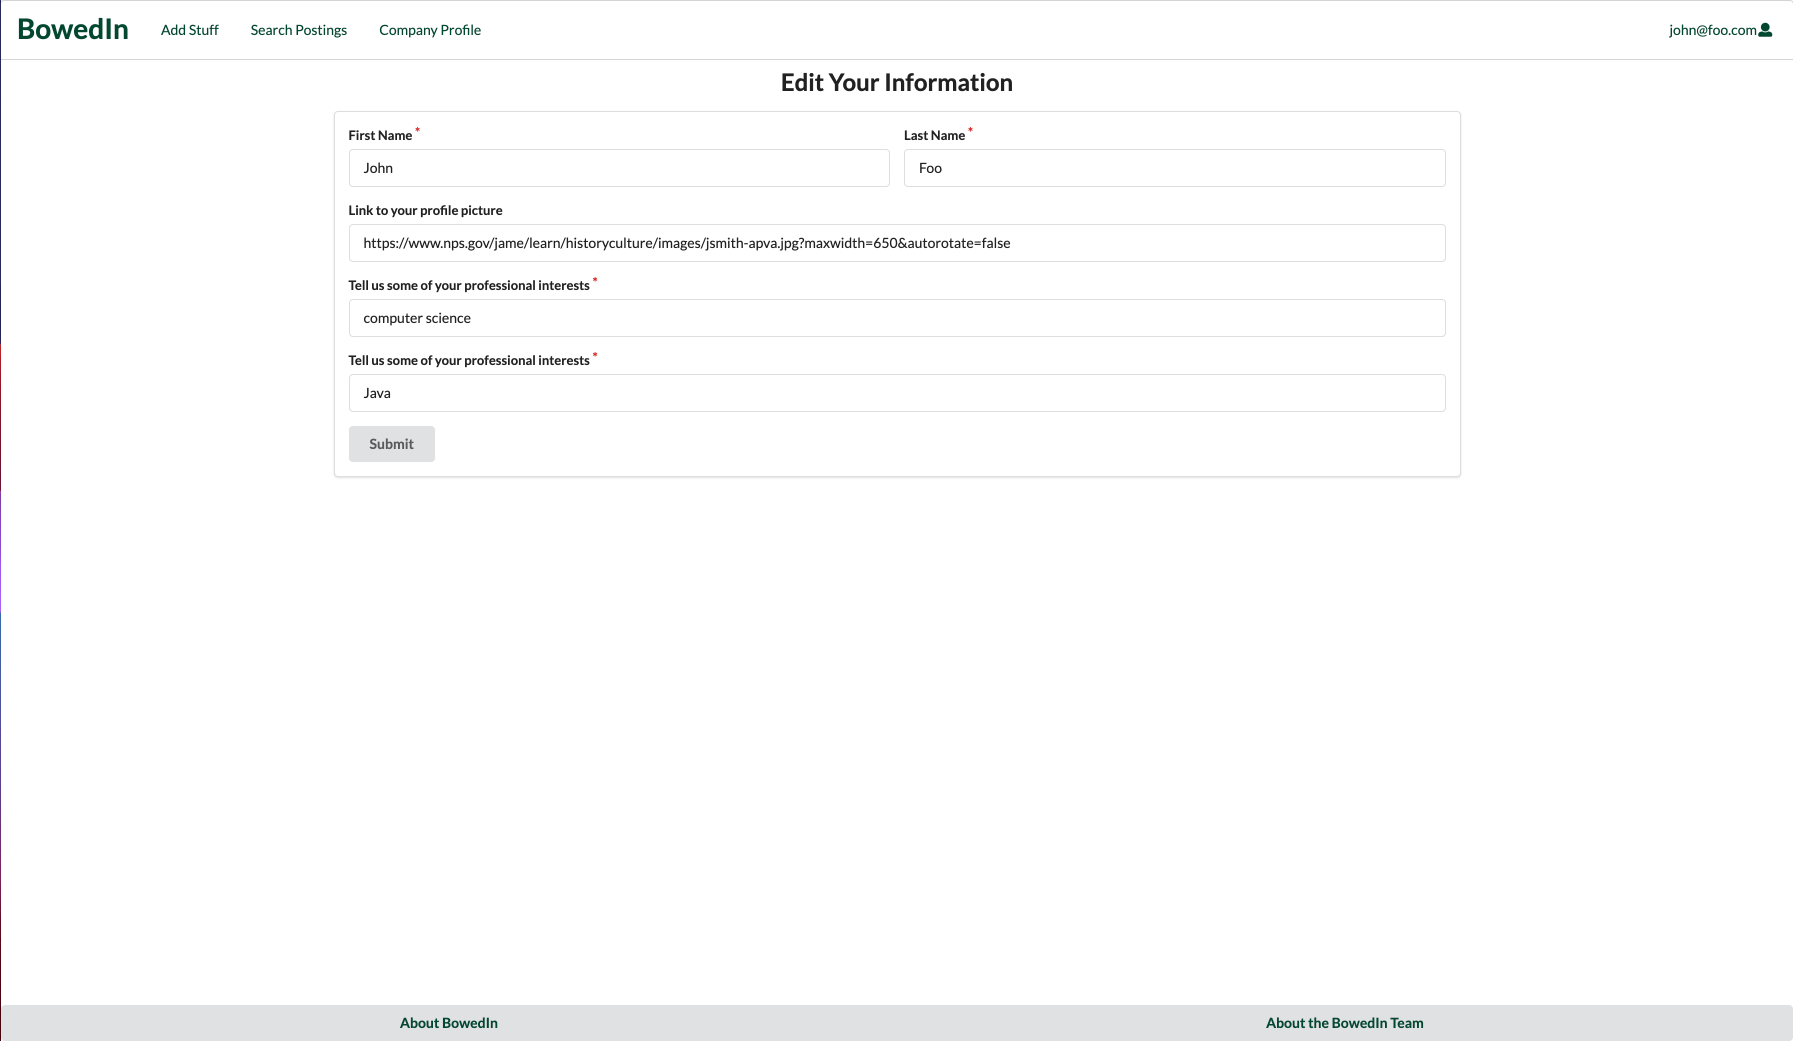 BowedIn Add Stuff Search Postings Company Profile john@foo.com
Edit Your Information
First Name * Last Name *
John Foo
Link to your profile picture
https://www.nps.gov/jame/learn/historyculture/images/jsmith-apva.jpg?maxwidth=650&autorotate=false
Tell us some of your professional interests *
computer science
Tell us some of your professional interests *
Java
Submit
About BowedIn About the BowedIn Team